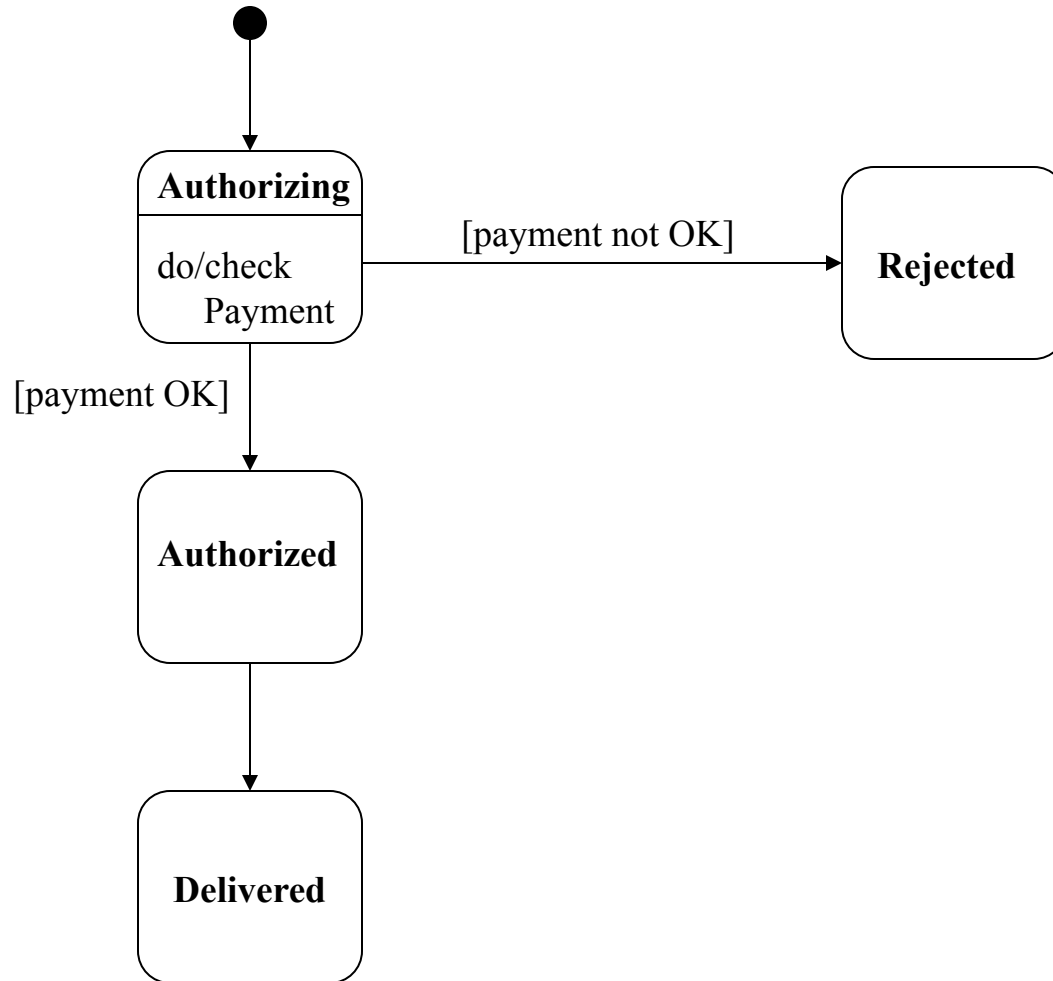 Authorizing
[payment not OK]
do/check
Payment
Rejected
[payment OK]
Authorized
Delivered